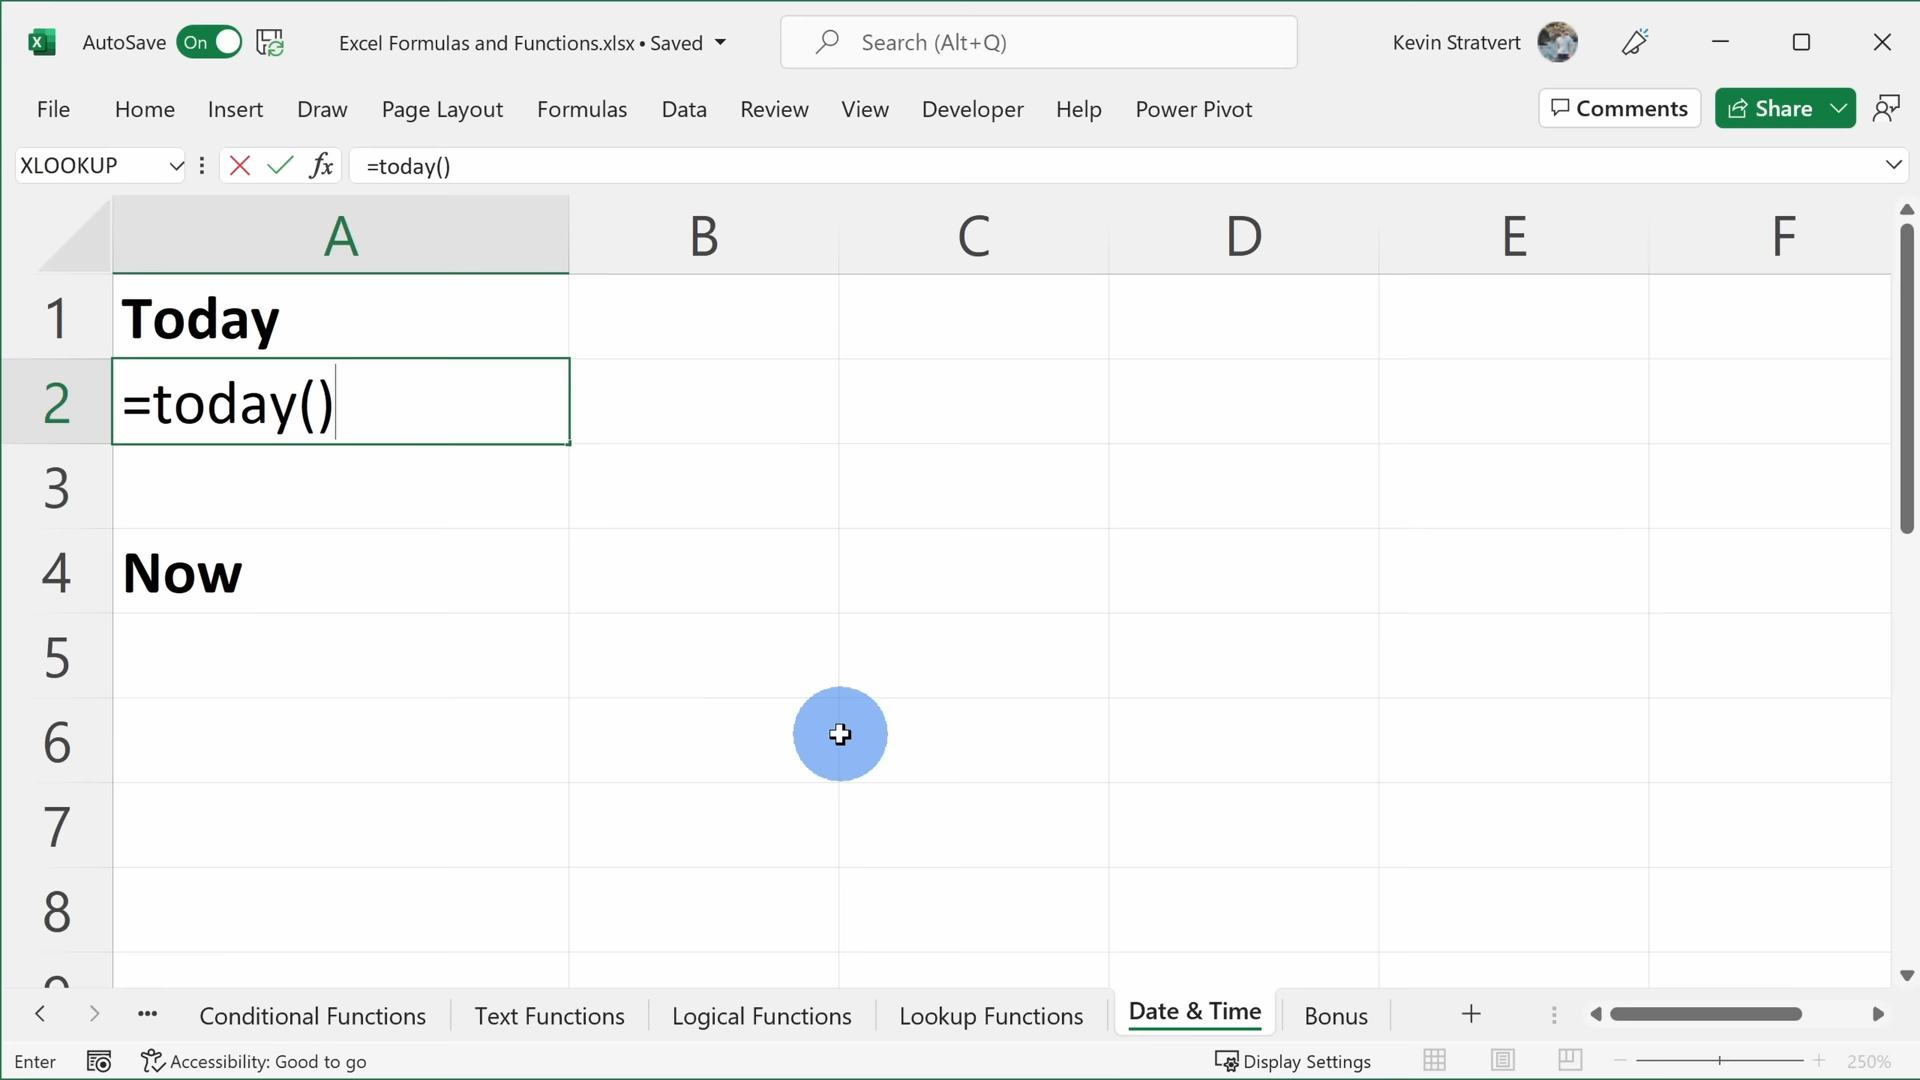 AutoSave On Excel Formulas and Functions.xlsx • Saved Search (Alt+Q) Kevin Stratvert
File Home Insert Draw Page Layout Formulas Data Review View Developer Help Power Pivot Comments Share
XLOOKUP fx =today()
A B C D E F
1 Today
2 =today()
3
4 Now
5
6
7
8
9
Conditional Functions Text Functions Logical Functions Lookup Functions Date & Time Bonus
Enter Accessibility: Good to go Display Settings 250%